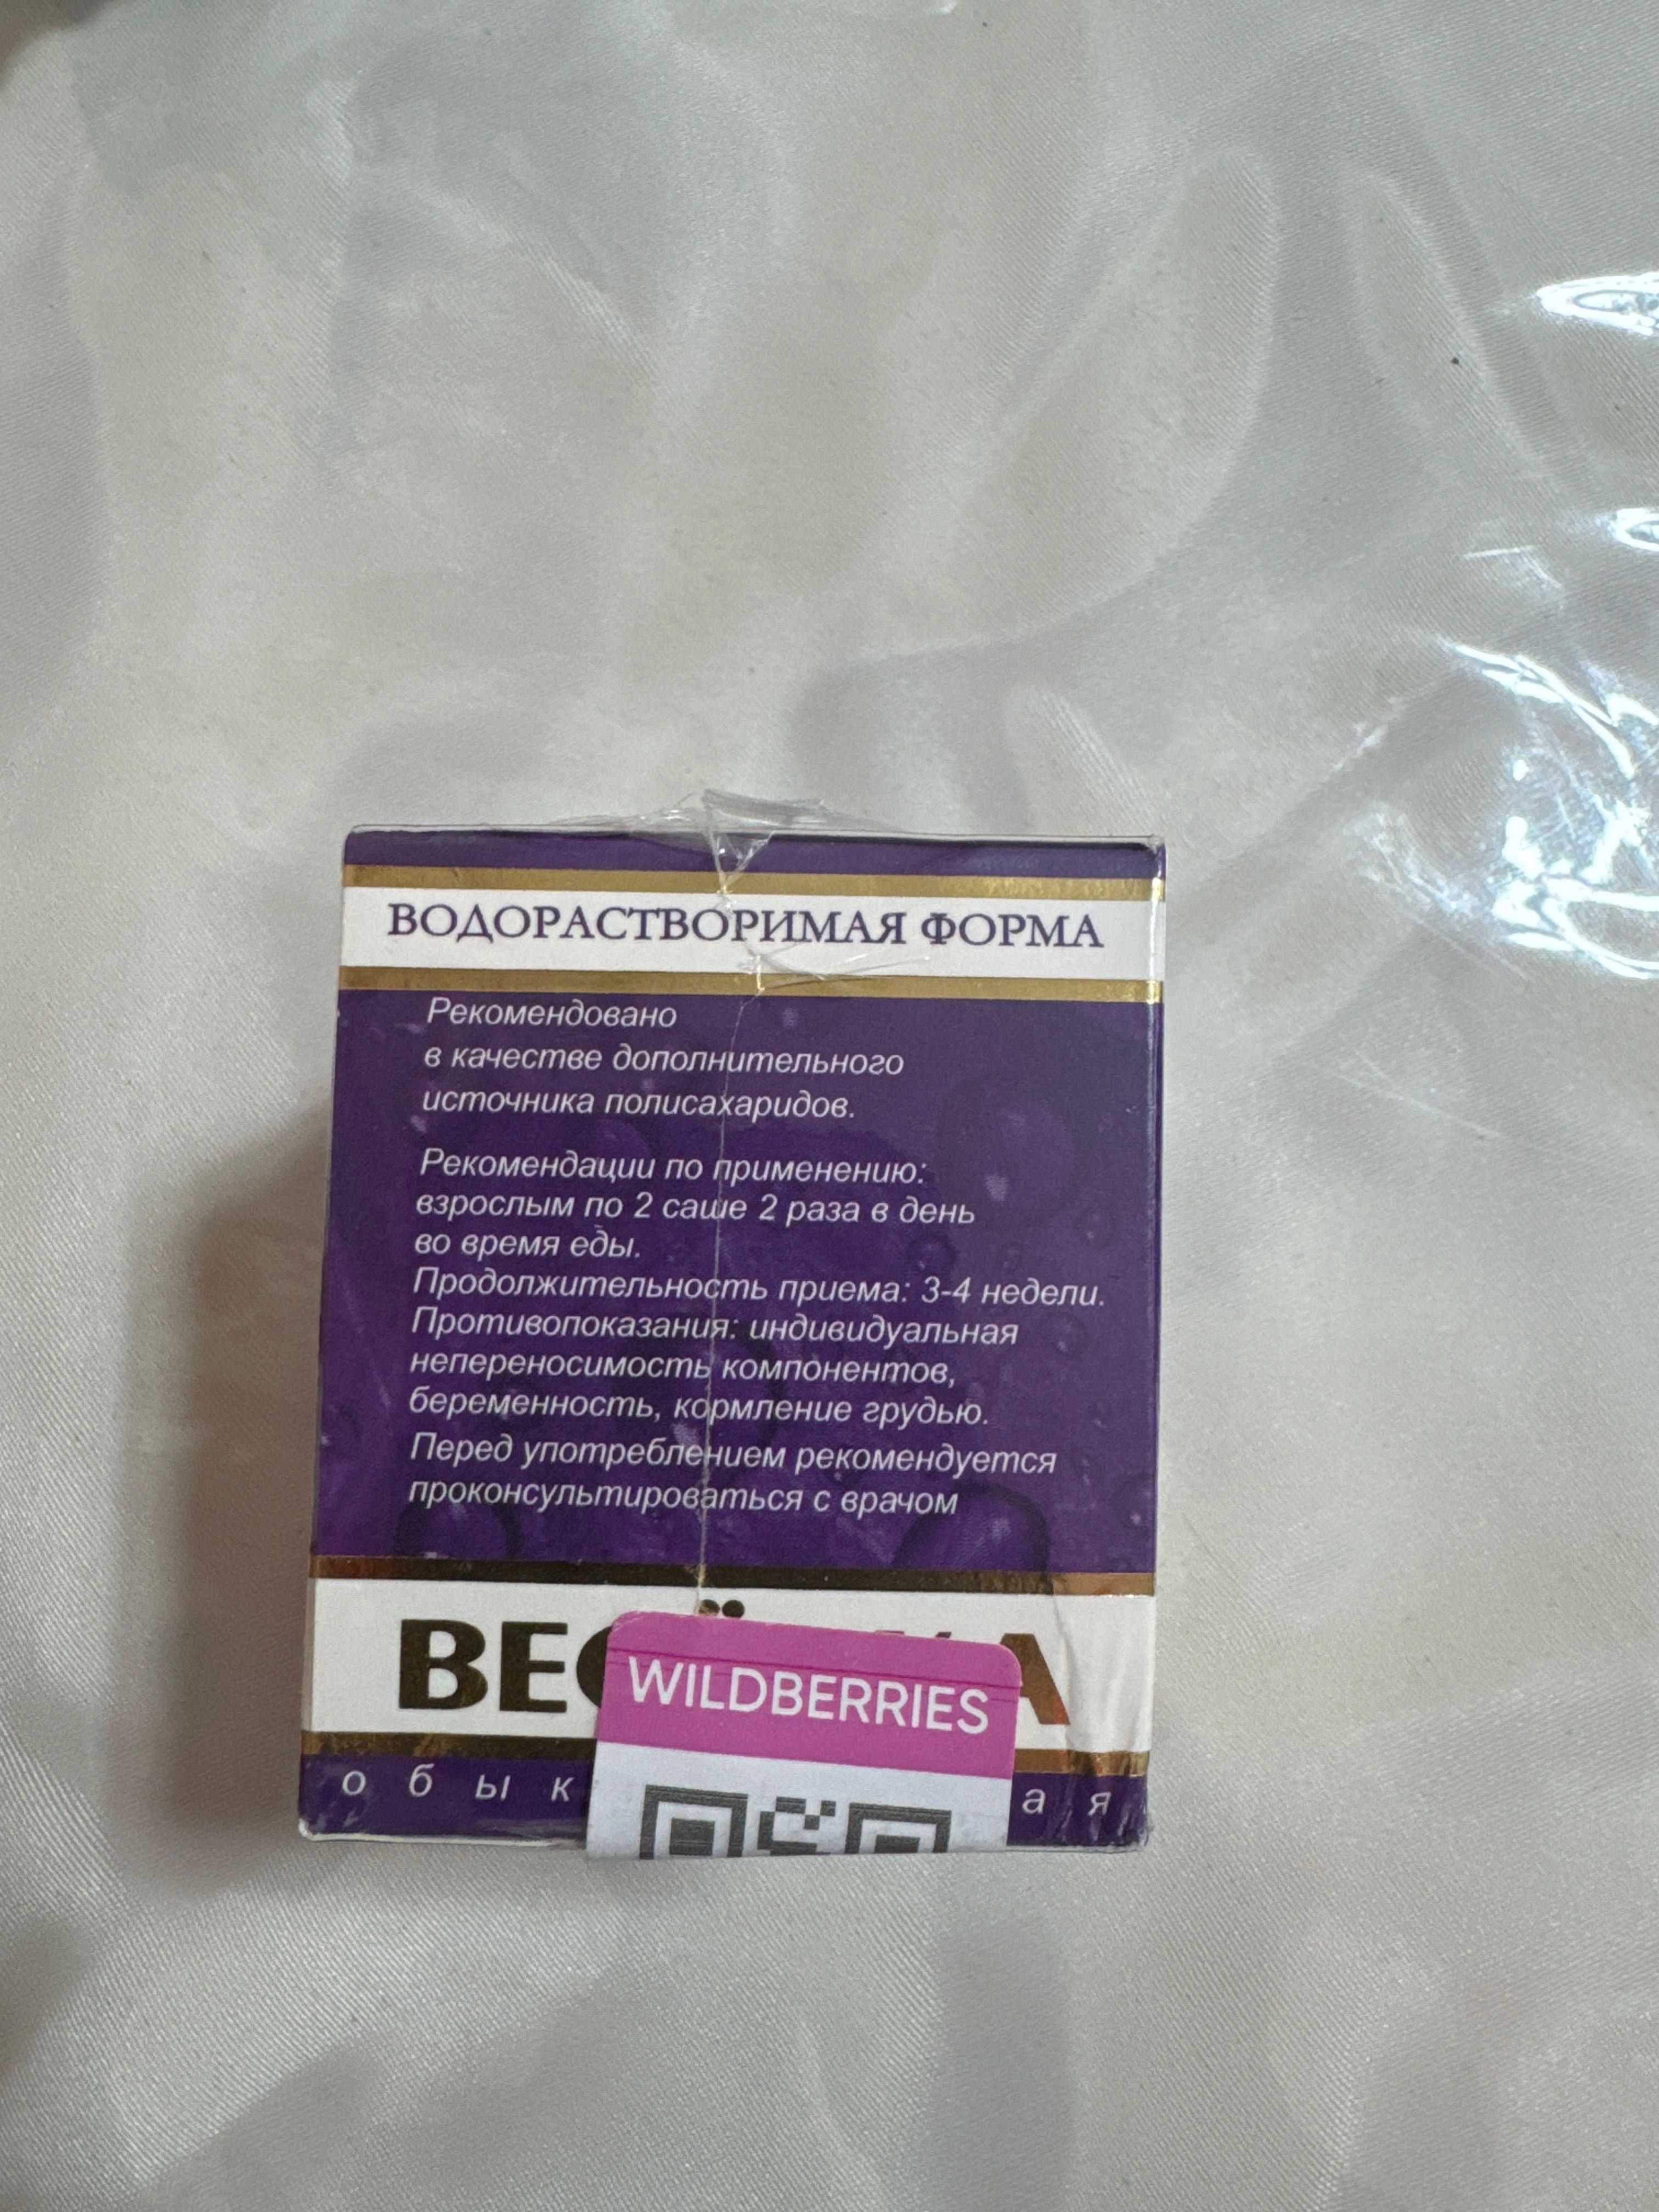 ВОДОРАСТВОРИМАЯ ФОРМА
Рекомендовано
в качестве дополнительного
источника полисахаридов.
Рекомендации по применению:
взрослым по 2 саше 2 раза в день
во время еды.
Продолжительность приема: 3-4 недели.
Противопоказания: индивидуальная
непереносимость компонентов,
беременность, кормление грудью.
Перед употреблением рекомендуется
проконсультироваться с врачом
WILDBERRIES